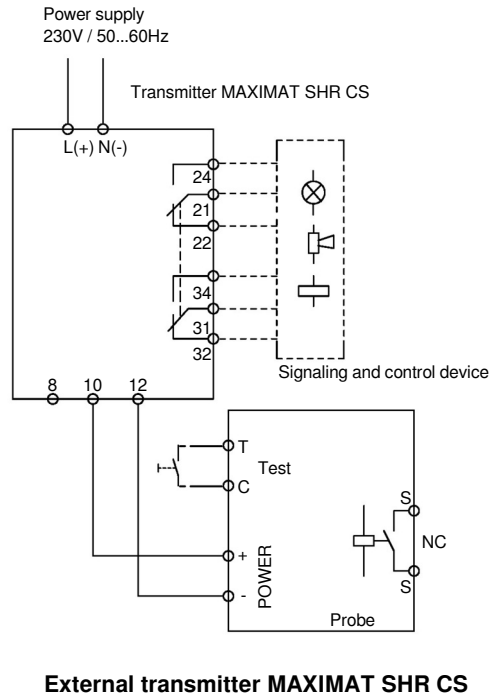 Power supply
230V / 50...60Hz
Transmitter MAXIMAT SHR CS
L(+) N(-)
24
21
22
34
31
32
Signaling and control device
8 10 12
T
Test
C
S
NC
S
+
POWER
-
Probe
External transmitter MAXIMAT SHR CS